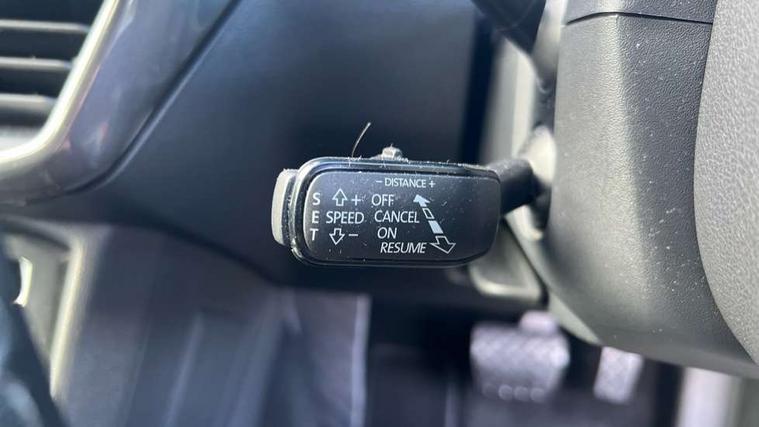 - DISTANCE +
S + OFF
E SPEED CANCEL
T - ON
RESUME